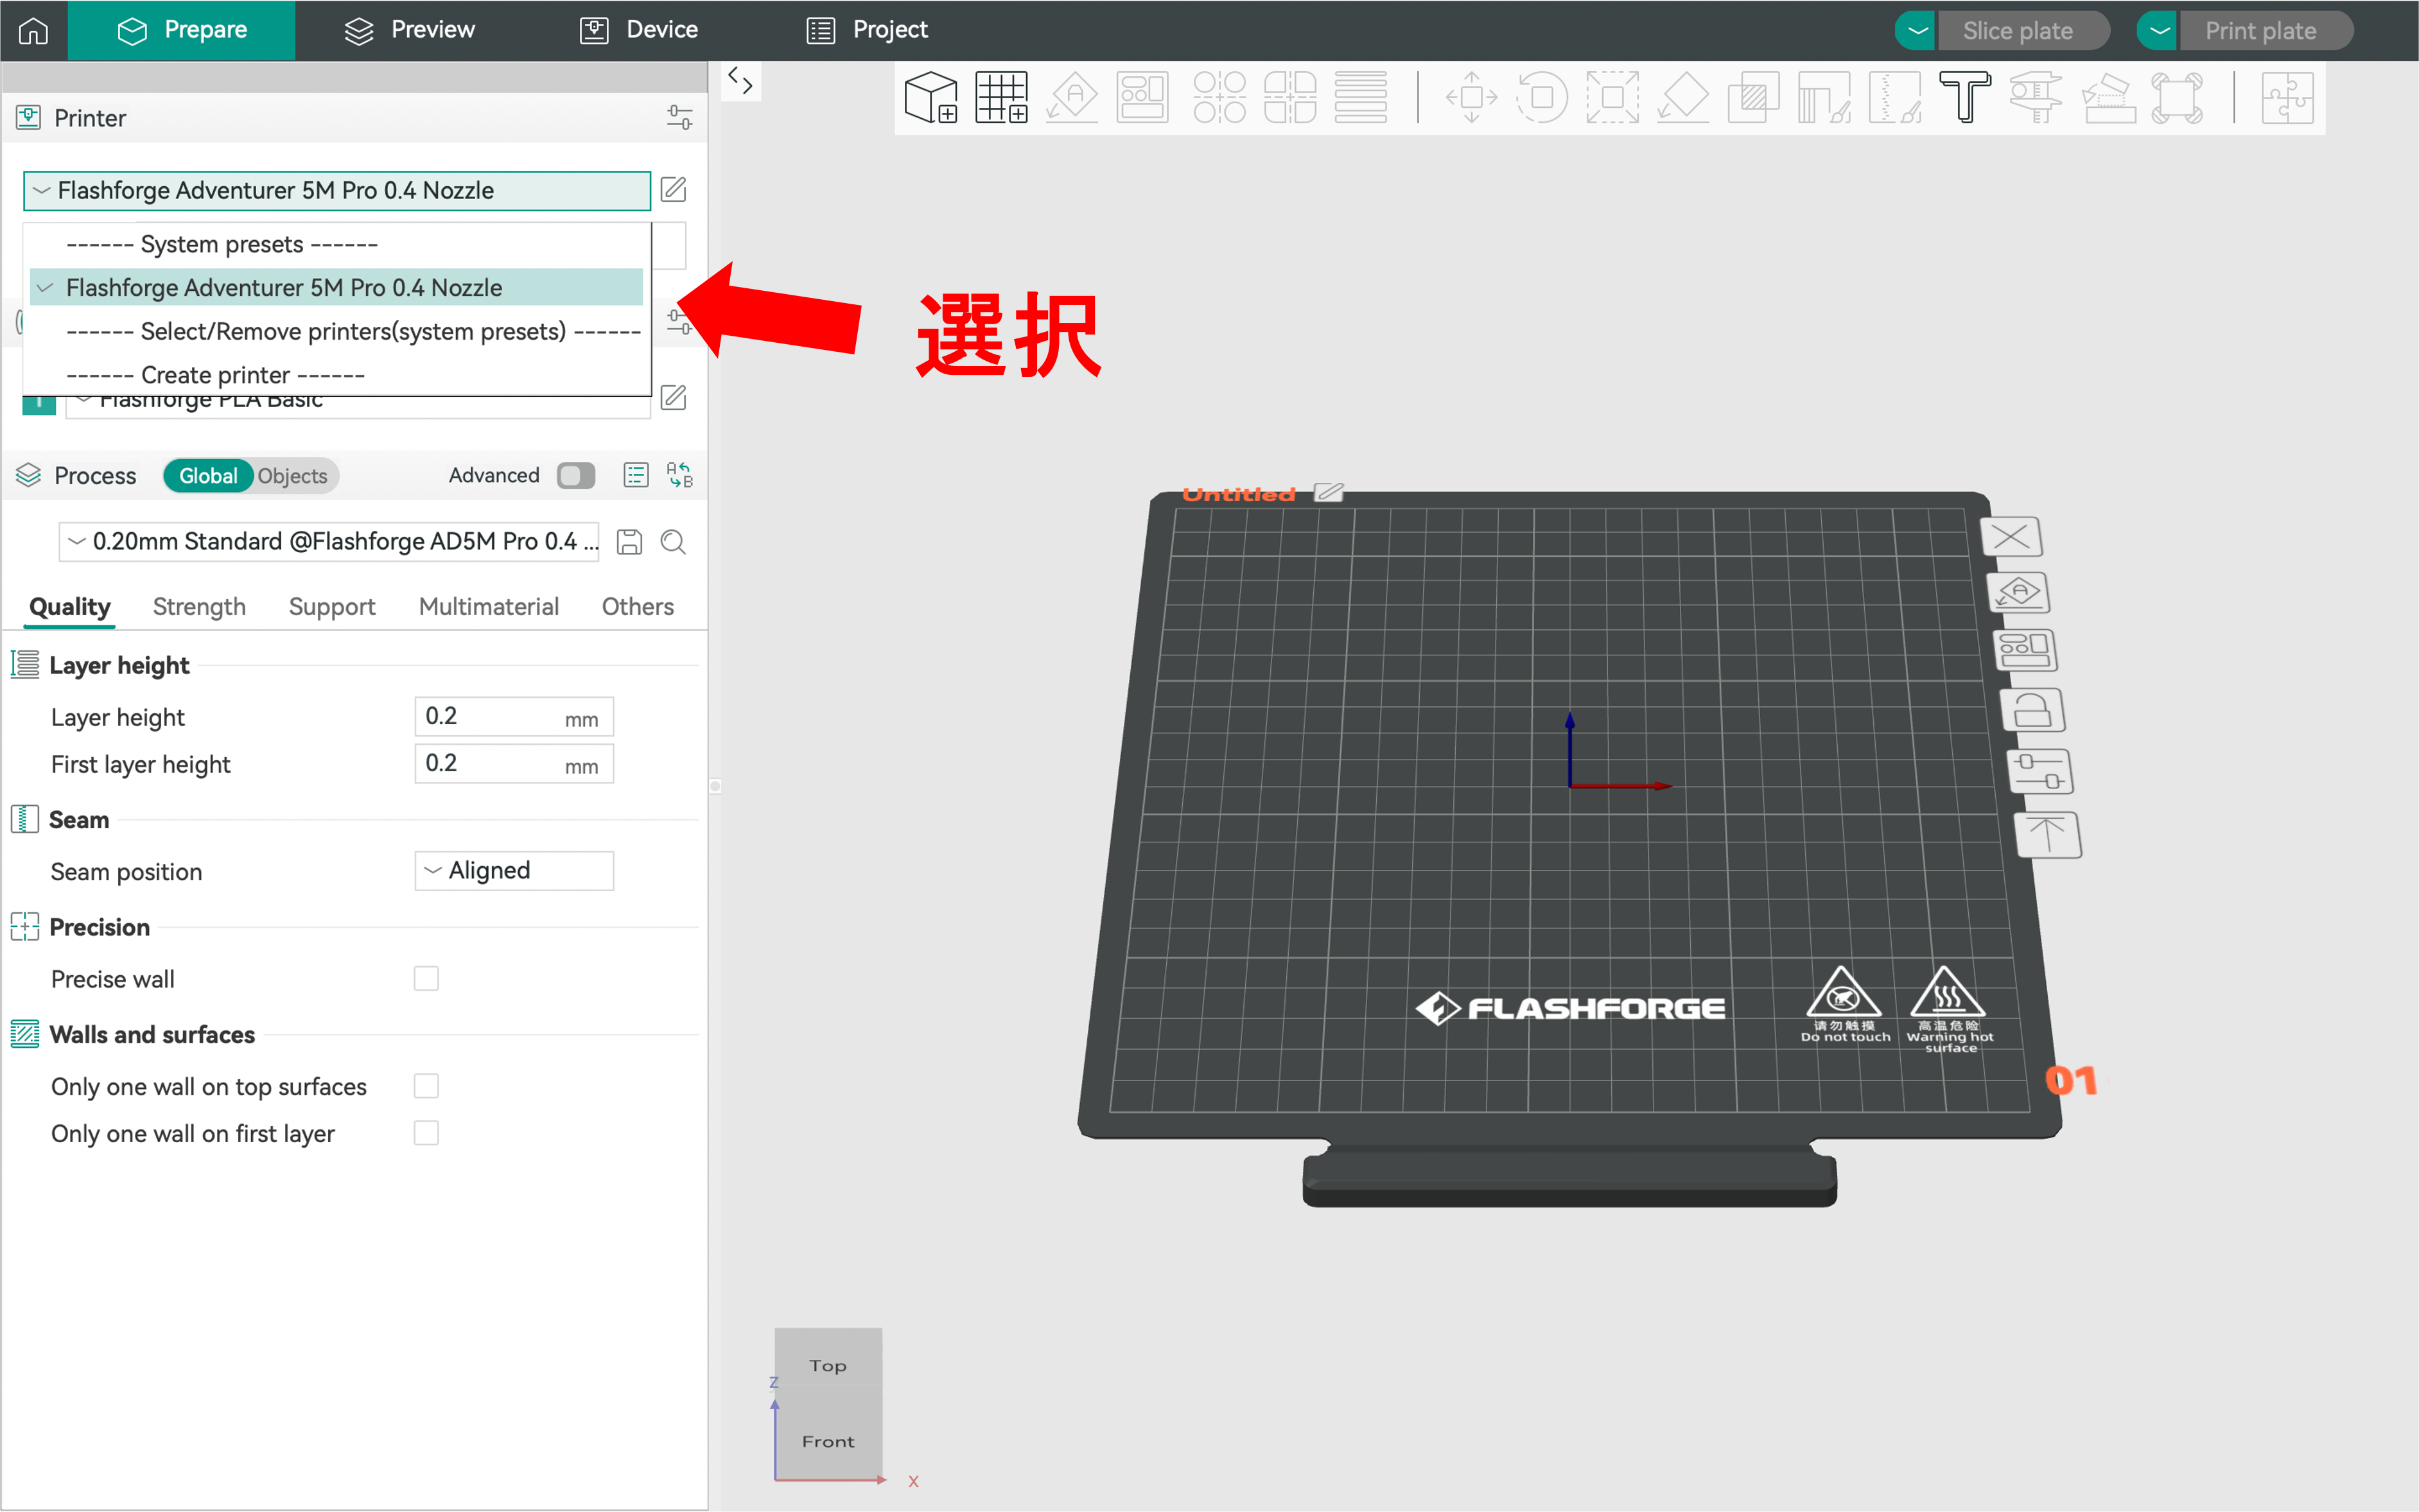 Prepare
Preview
Device
Project
Slice plate
Print plate
Printer
Flashforge Adventurer 5M Pro 0.4 Nozzle
------ System presets ------
Flashforge Adventurer 5M Pro 0.4 Nozzle
------ Select/Remove printers(system presets) ------
------ Create printer ------
選択
Flashforge PLA Basic
Process
Global
Objects
Advanced
0.20mm Standard @Flashforge AD5M Pro 0.4 ...
Quality
Strength
Support
Multimaterial
Others
Layer height
Layer height
0.2 mm
First layer height
0.2 mm
Seam
Seam position
Aligned
Precision
Precise wall
Walls and surfaces
Only one wall on top surfaces
Only one wall on first layer
Untitled
FLASHFORGE
请勿触摸
Do not touch
高温危险
Warning hot
surface
01
Top
Front
Z
X